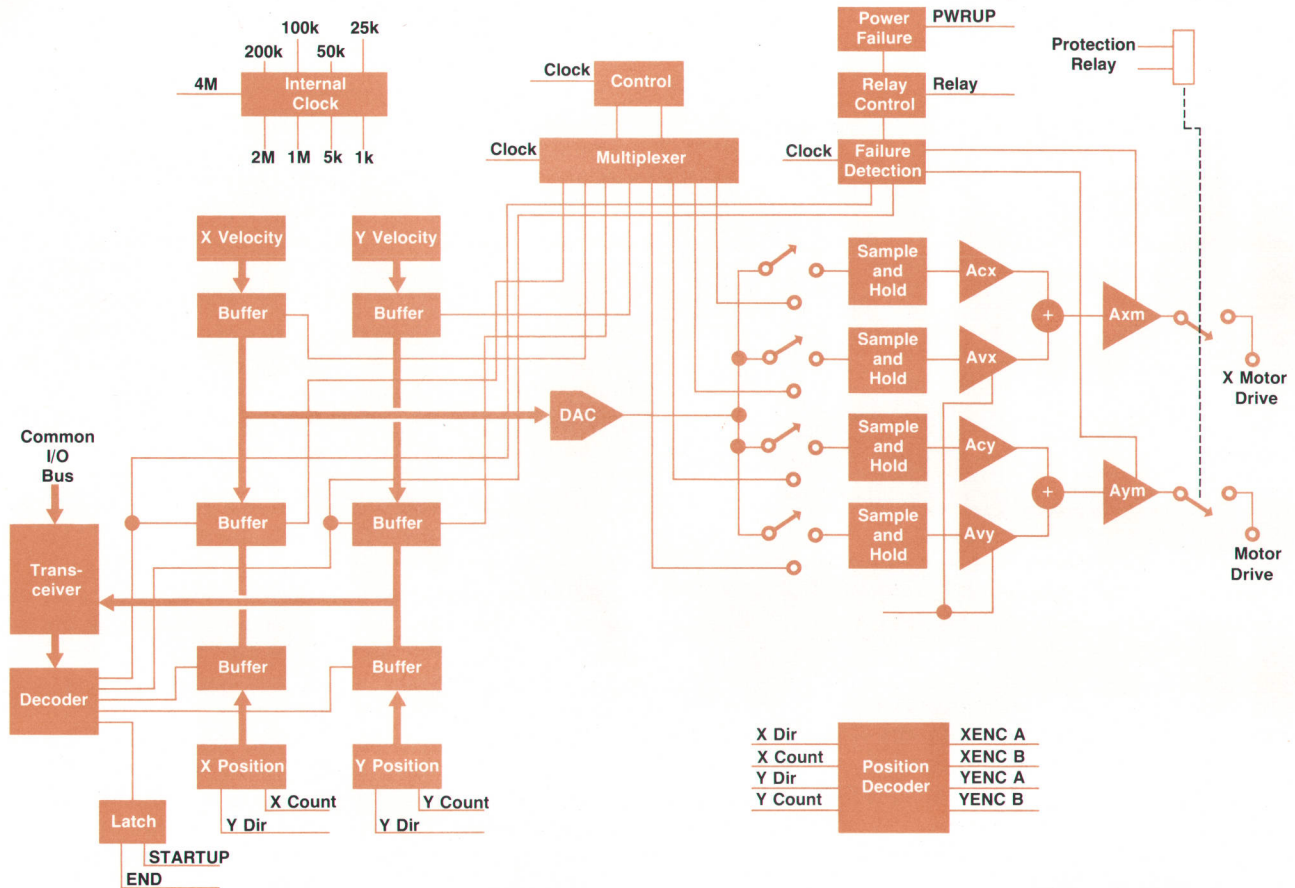 100k
25k
200k
50k
4M
Internal
Clock
2M
1M
5k
1k
Clock
Control
Clock
Multiplexer
Power
Failure
PWRUP
Relay
Control
Relay
Clock
Failure
Detection
Protection
Relay
X Velocity
Y Velocity
Buffer
Buffer
Sample
and
Hold
Acx
+
Axm
Sample
and
Hold
Avx
X Motor
Drive
DAC
Common
I/O
Bus
Sample
and
Hold
Acy
+
Aym
Buffer
Buffer
Sample
and
Hold
Avy
Motor
Drive
Trans-
ceiver
Decoder
Buffer
Buffer
X Position
Y Position
X Count
Y Dir
Y Count
Y Dir
Latch
STARTUP
END
X Dir
X Count
Y Dir
Y Count
Position
Decoder
XENC A
XENC B
YENC A
YENC B